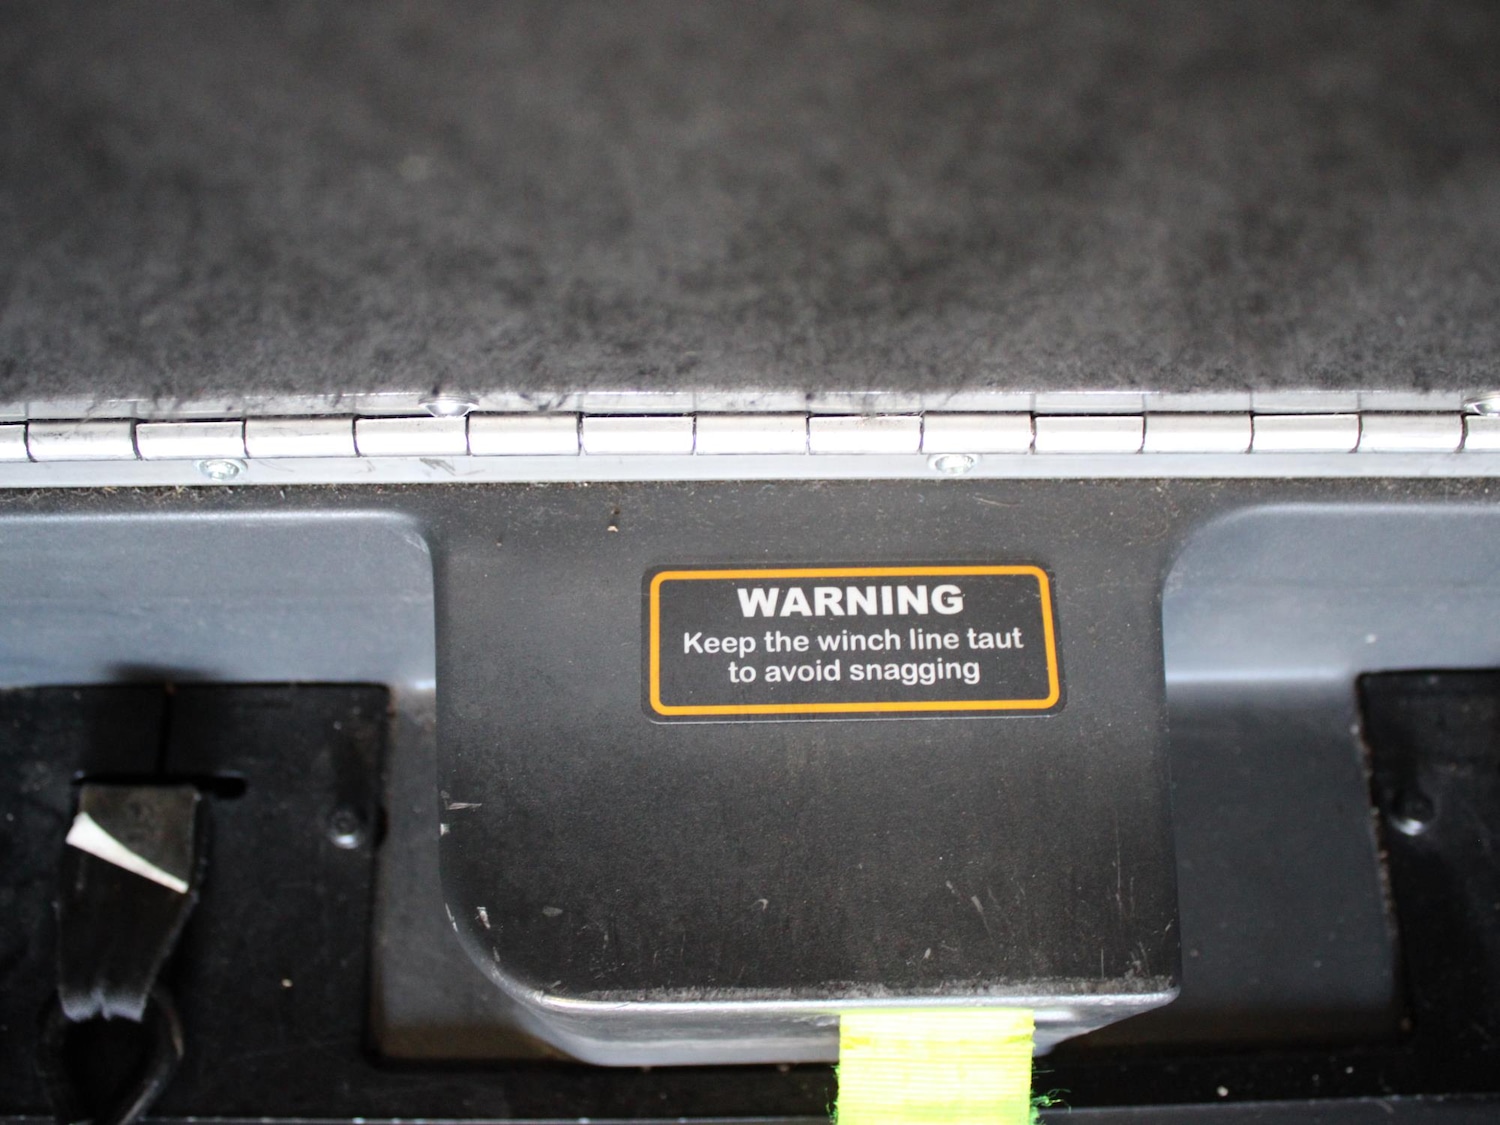 WARNING
Keep the winch line taut
to avoid snagging